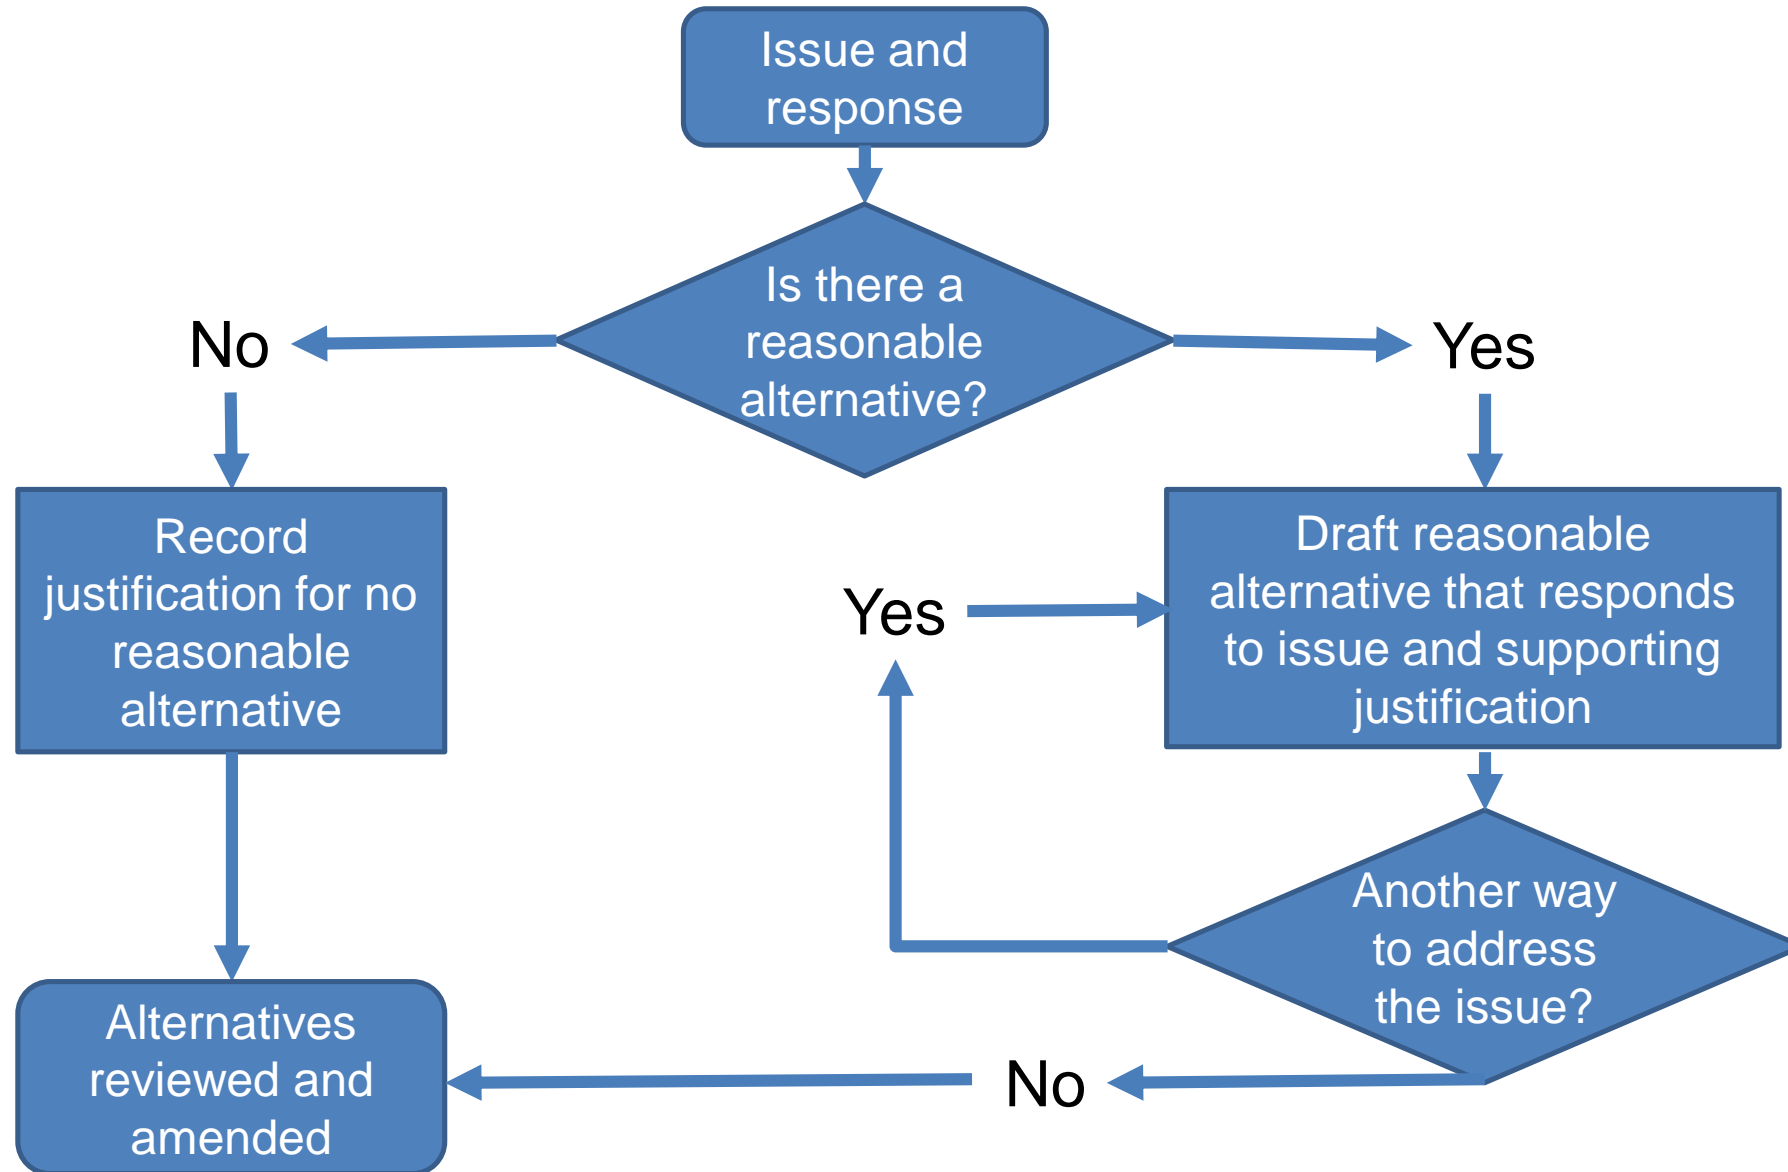 Issue and
response
Is there a
reasonable
alternative?
No
Yes
Record
justification for no
reasonable
alternative
Draft reasonable
alternative that responds
to issue and supporting
justification
Yes
Another way
to address
the issue?
No
Alternatives
reviewed and
amended